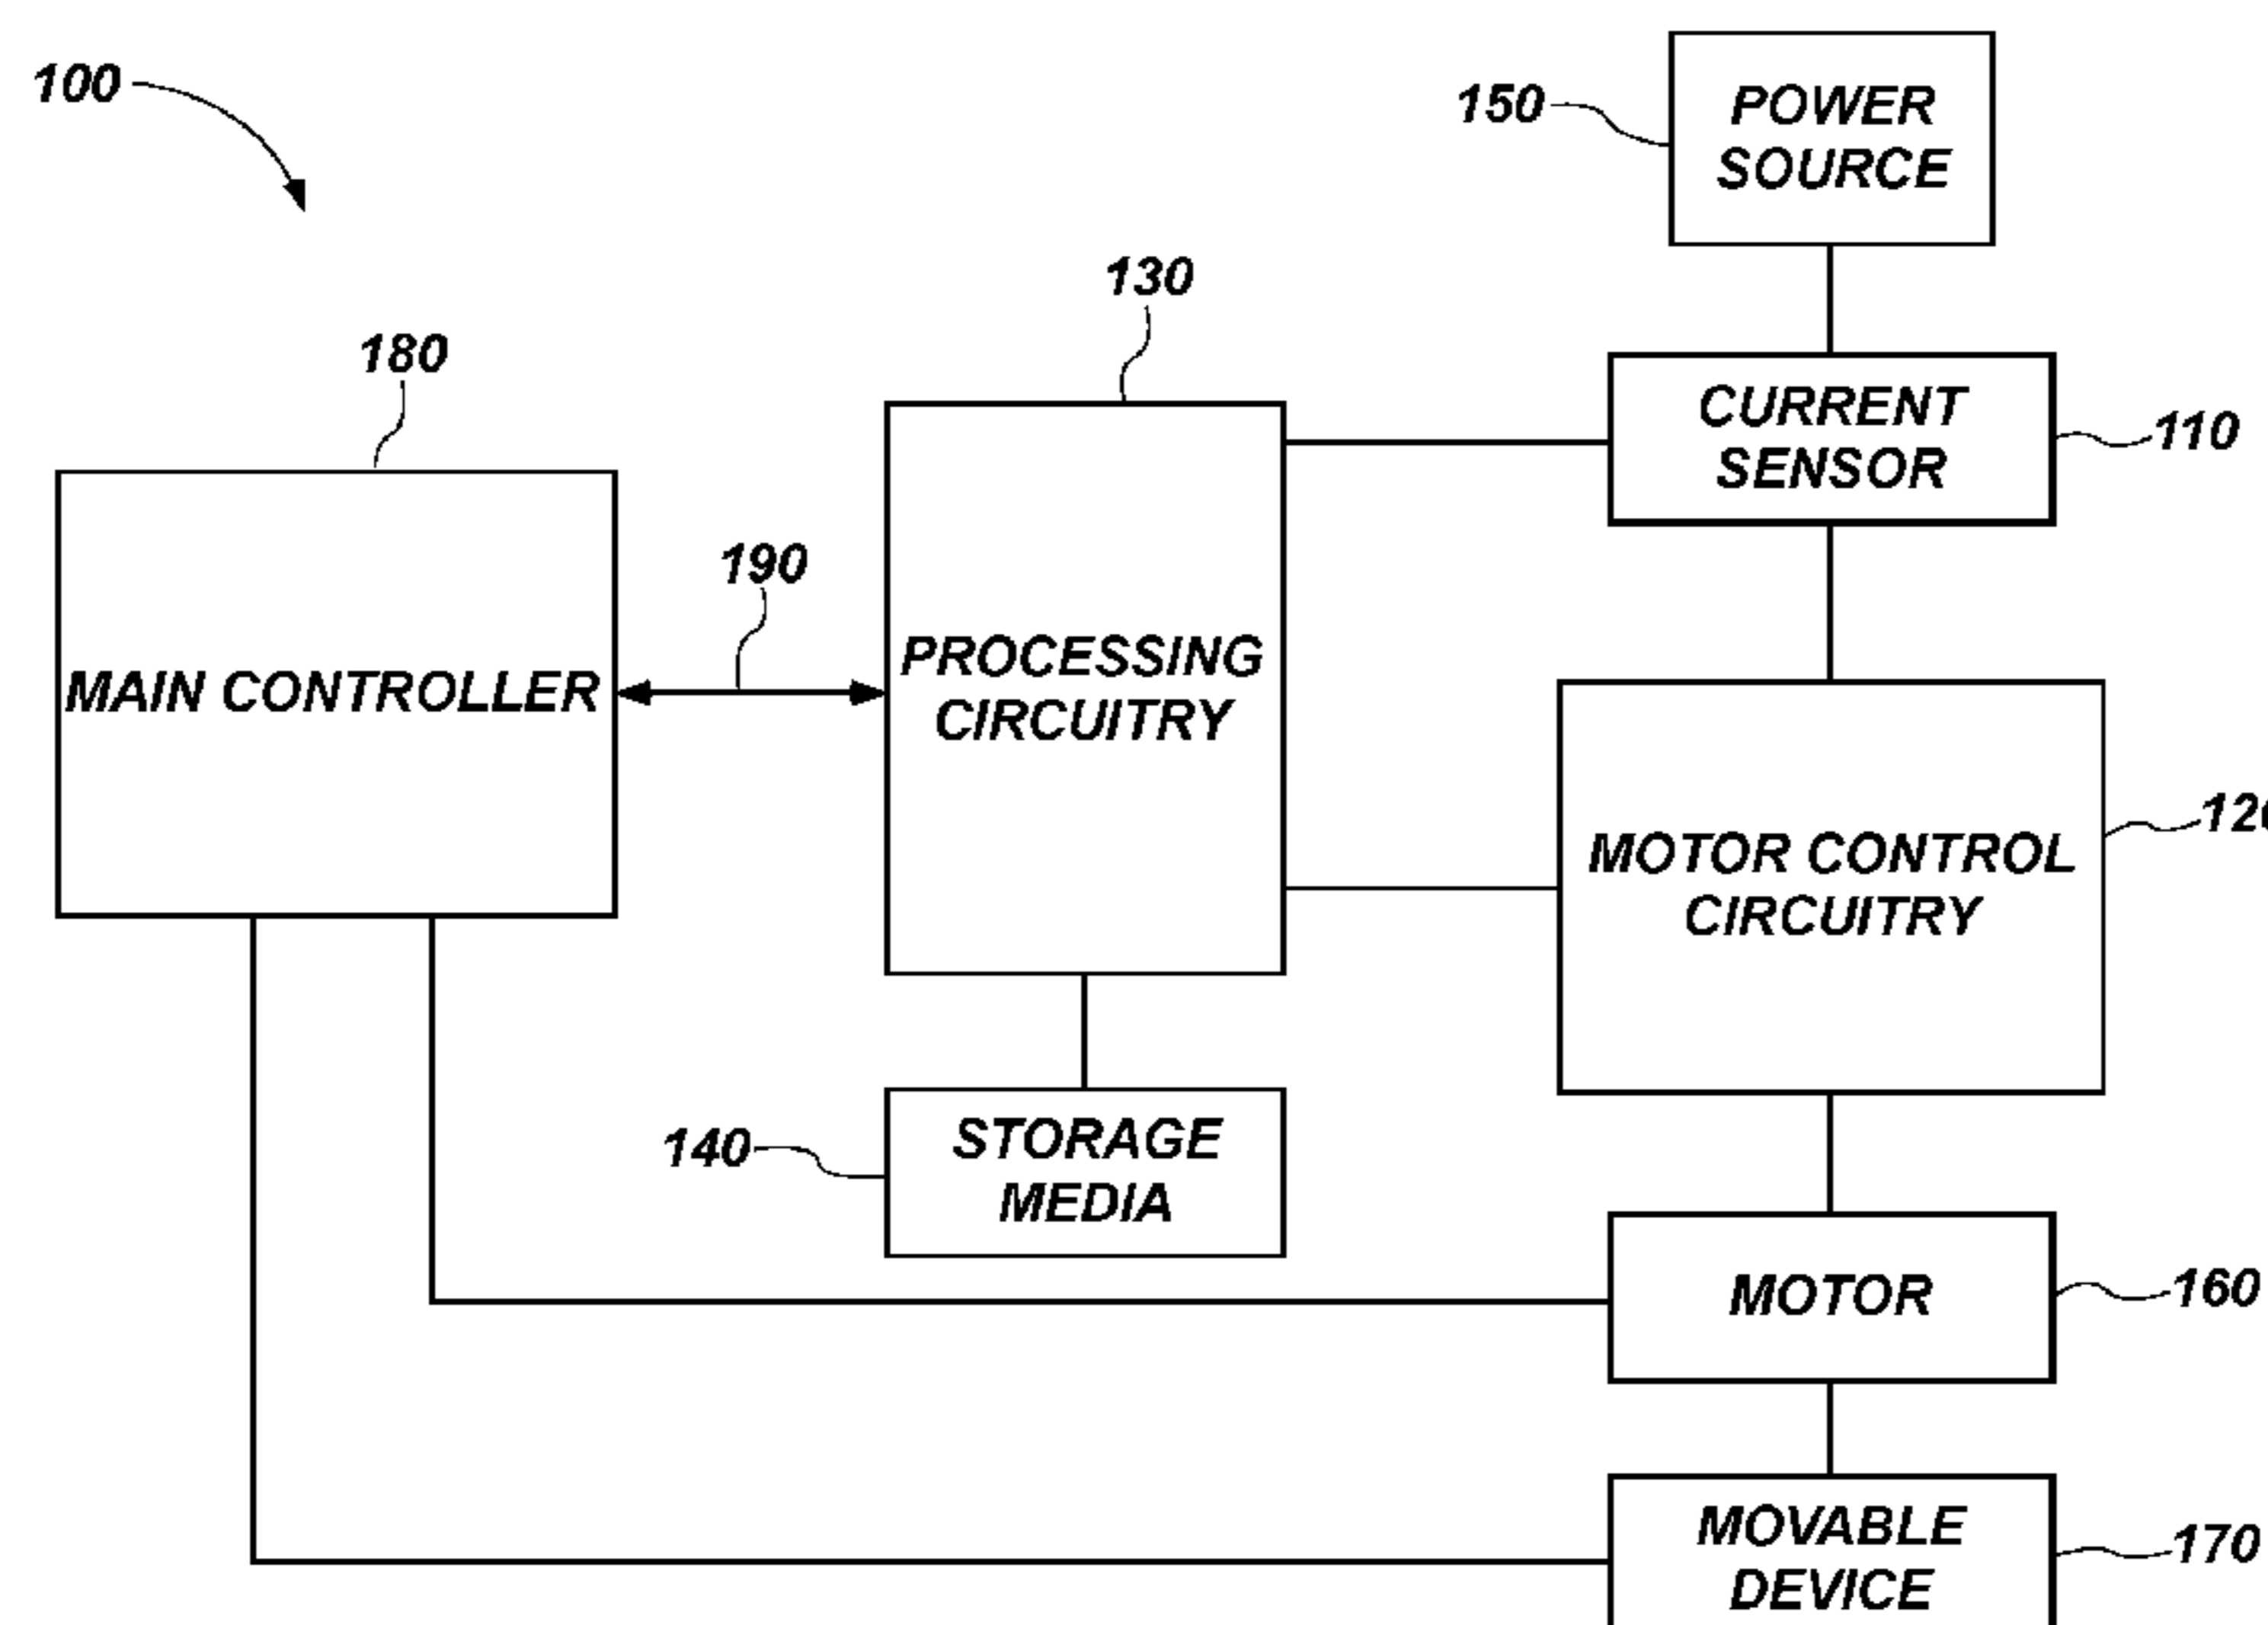 100
150
POWER
SOURCE
130
180
CURRENT
SENSOR
110
190
MAIN CONTROLLER
PROCESSING
CIRCUITRY
MOTOR CONTROL
CIRCUITRY
140
STORAGE
MEDIA
MOTOR
160
MOVABLE
DEVICE
170